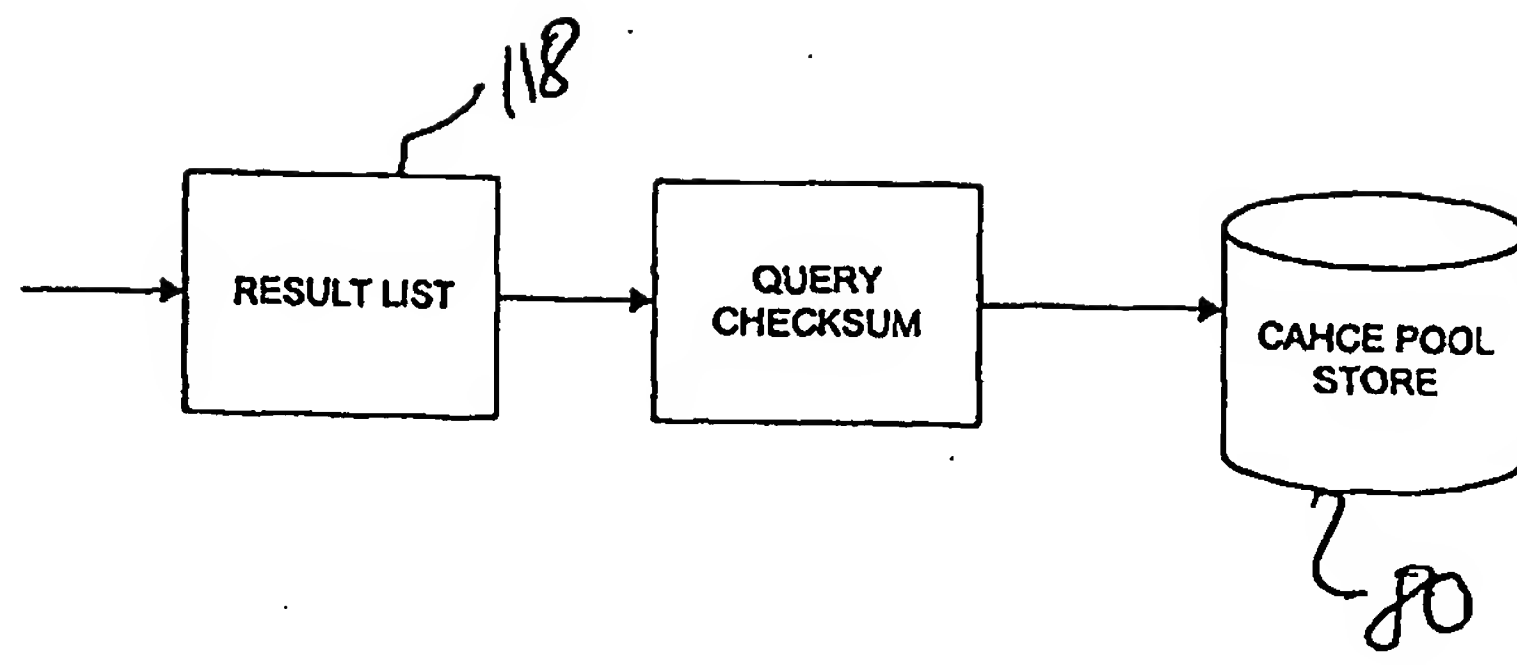 118
RESULT LIST
QUERY
CHECKSUM
CAHCE POOL
STORE
80